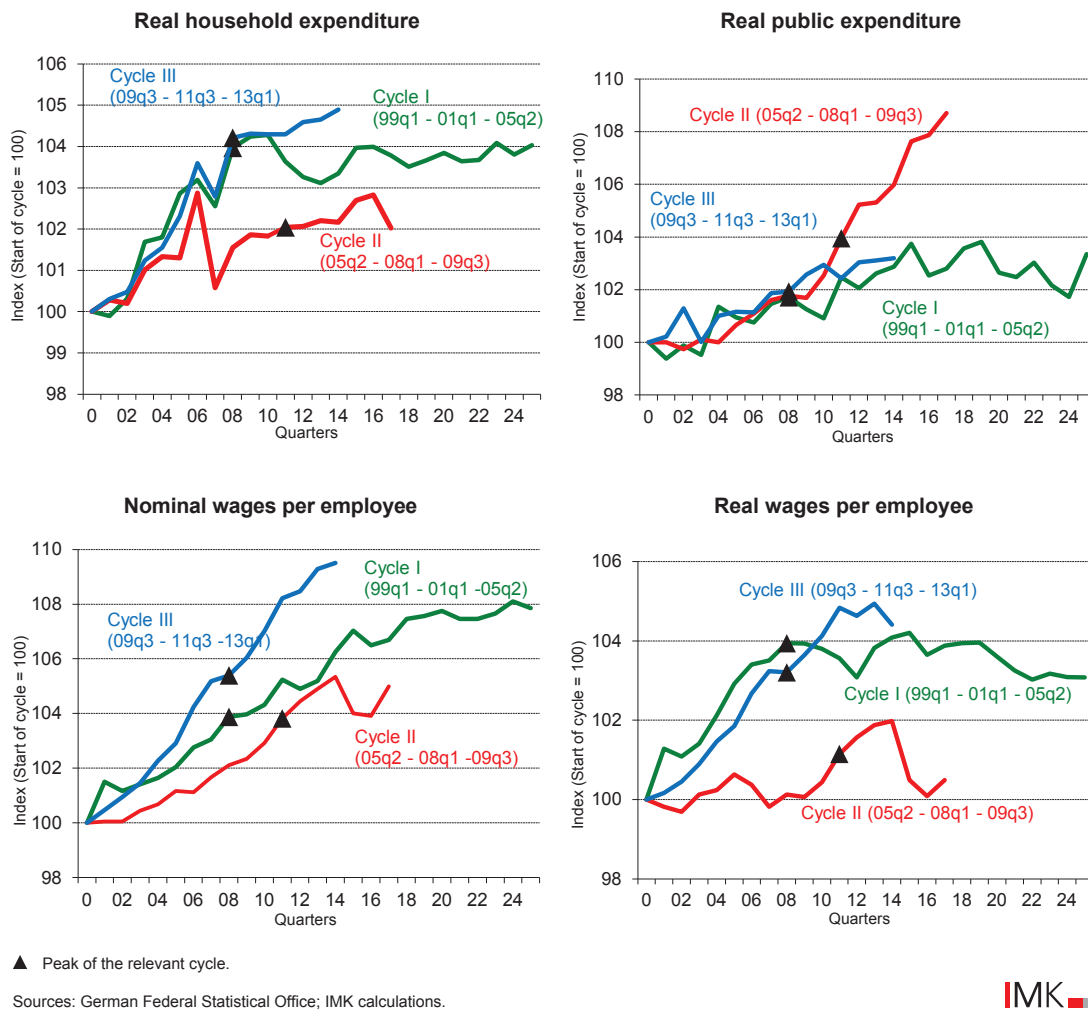 Real household expenditure
Index (Start of cycle = 100)
106
105
104
103
102
101
100
99
98
Cycle III
(09q3 - 11q3 - 13q1)
Cycle I
(99q1 - 01q1 - 05q2)
Cycle II
(05q2 - 08q1 - 09q3)
0 02 04 06 08 10 12 14 16 18 20 22 24
Quarters
Real public expenditure
Index (Start of cycle = 100)
110
108
106
104
102
100
98
Cycle II (05q2 - 08q1 - 09q3)
Cycle III
(09q3 - 11q3 - 13q1)
Cycle I
(99q1 - 01q1 - 05q2)
0 02 04 06 08 10 12 14 16 18 20 22 24
Quarters
Nominal wages per employee
Index (Start of cycle = 100)
110
108
106
104
102
100
98
Cycle I
(99q1 - 01q1 -05q2)
Cycle III
(09q3 - 11q3 -13q1)
Cycle II
(05q2 - 08q1 -09q3)
0 02 04 06 08 10 12 14 16 18 20 22 24
Quarters
Real wages per employee
Index (Start of cycle = 100)
106
104
102
100
98
Cycle III (09q3 - 11q3 - 13q1)
Cycle I (99q1 - 01q1 - 05q2)
Cycle II (05q2 - 08q1 - 09q3)
0 02 04 06 08 10 12 14 16 18 20 22 24
Quarters
▲ Peak of the relevant cycle.
Sources: German Federal Statistical Office; IMK calculations.
IMK